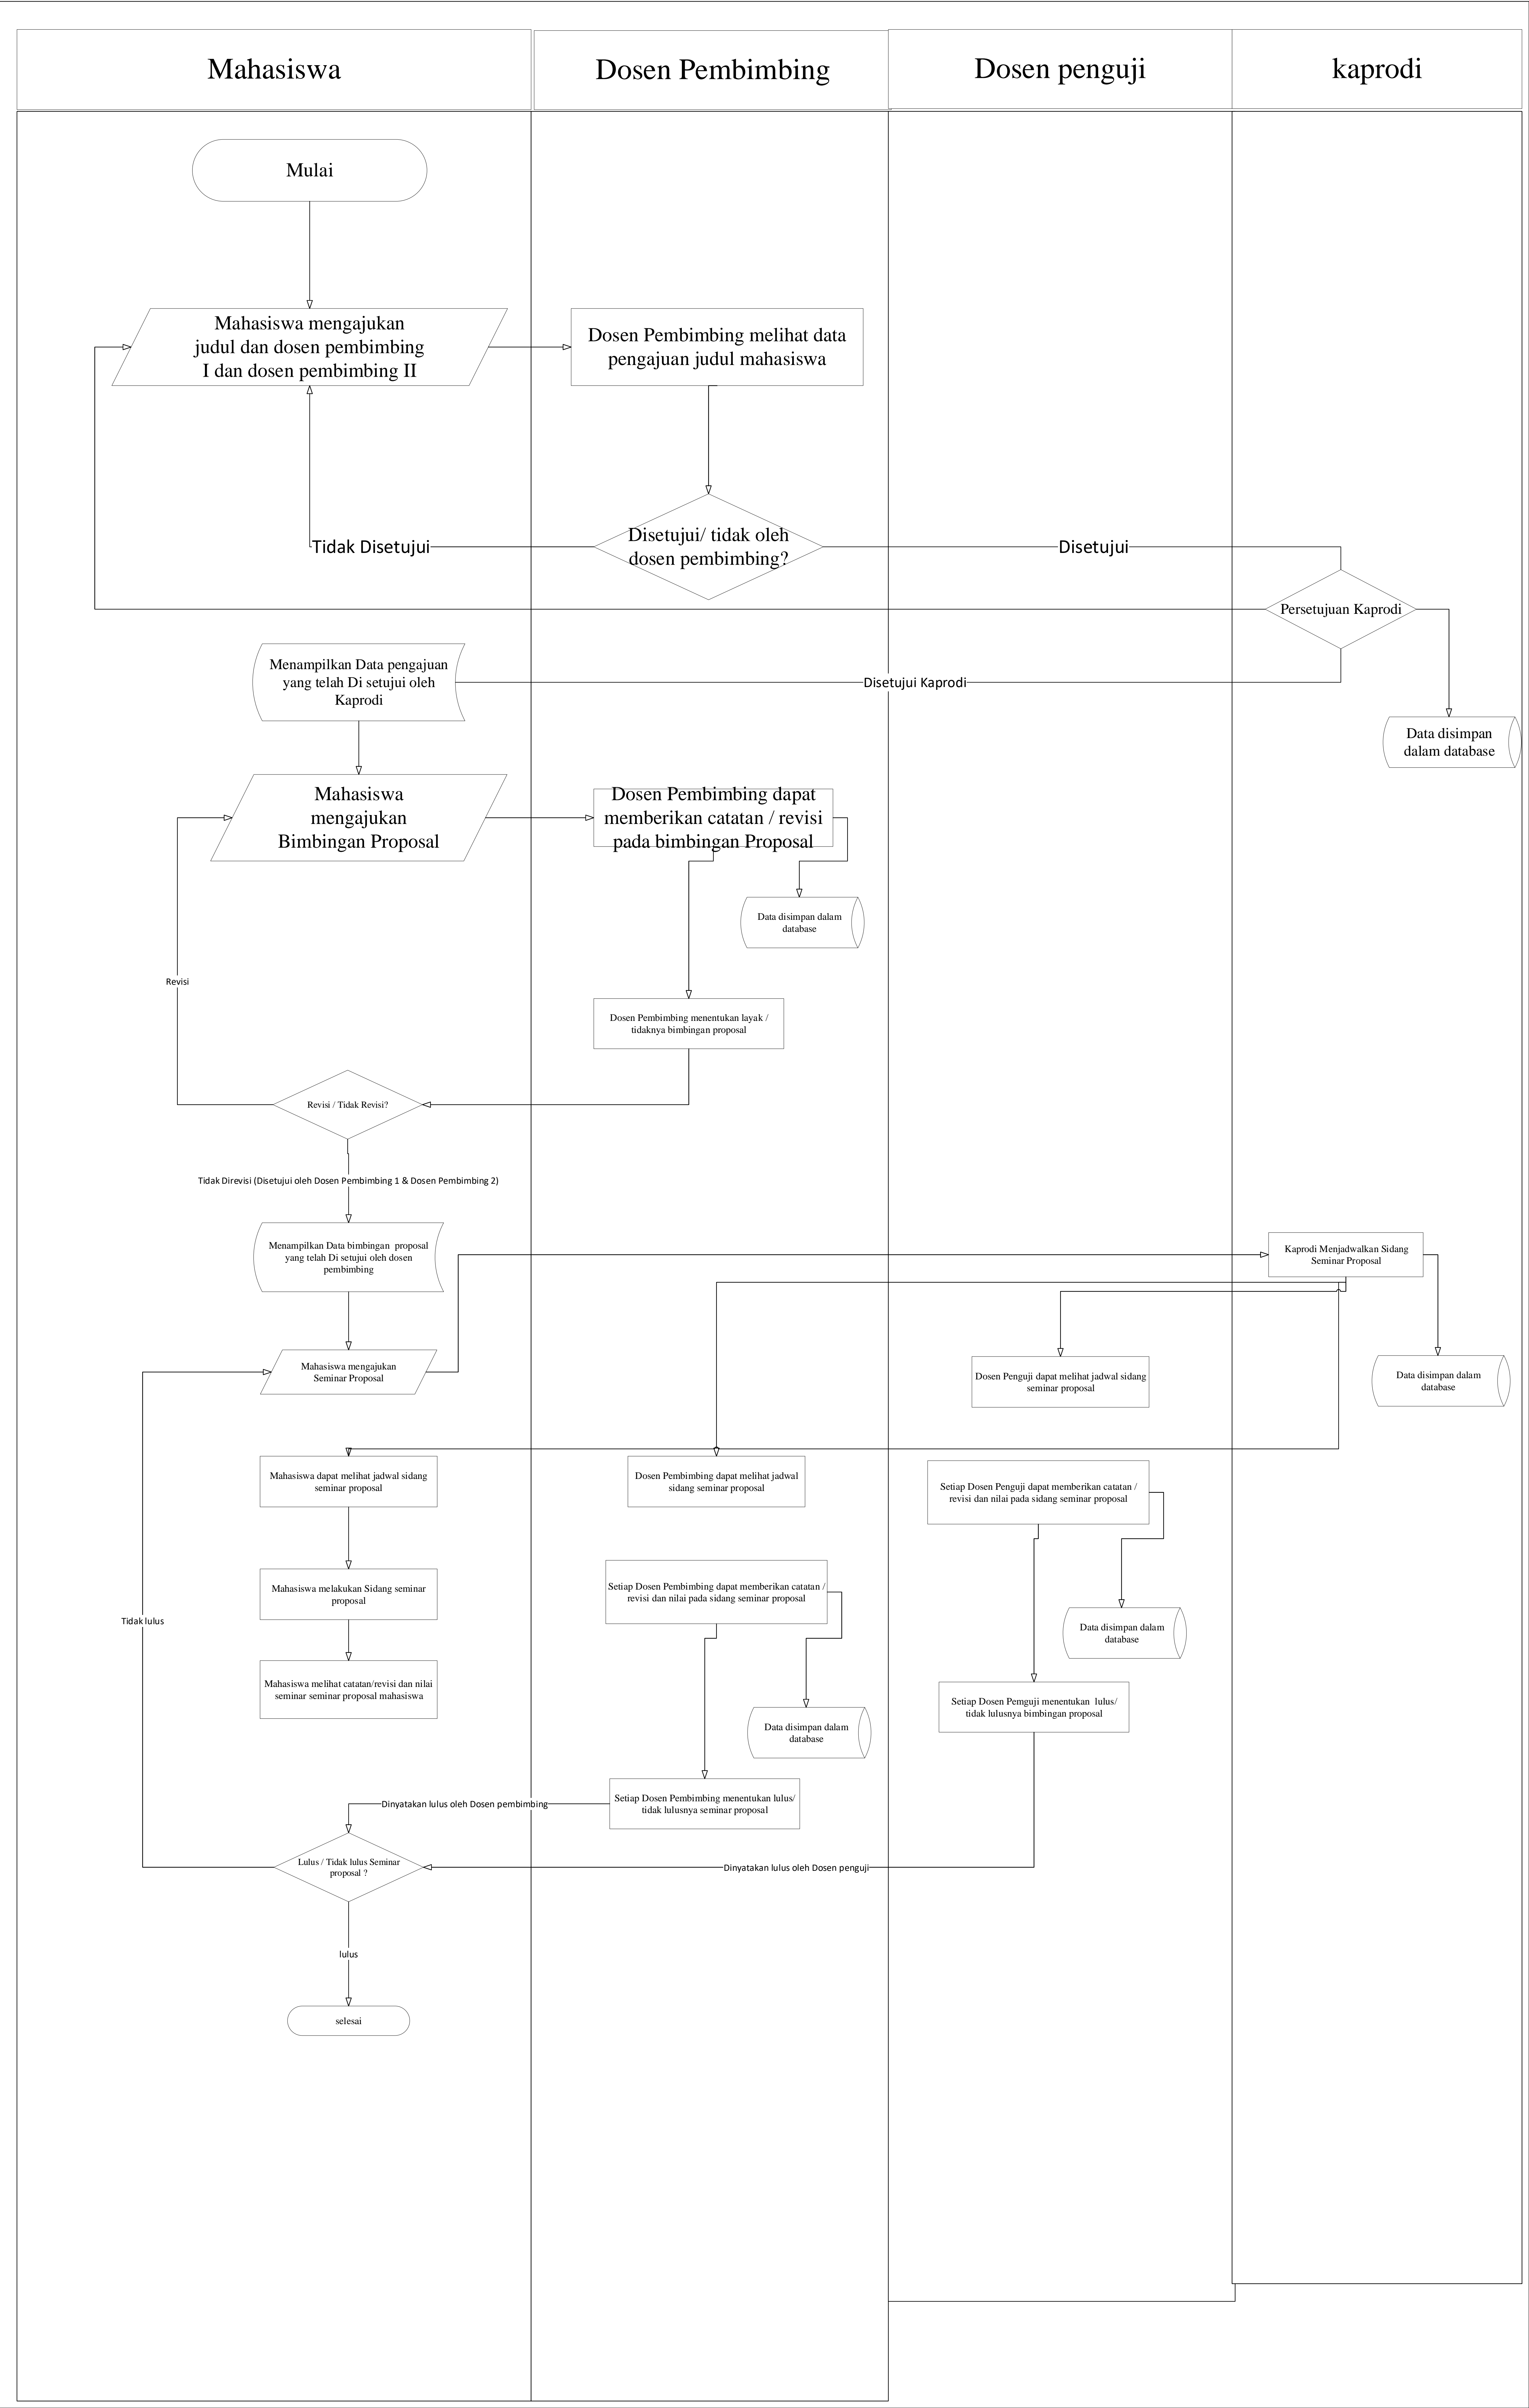 Mahasiswa
Dosen Pembimbing
Dosen penguji
kaprodi
Mulai
Mahasiswa mengajukan
judul dan dosen pembimbing
I dan dosen pembimbing II
Dosen Pembimbing melihat data
pengajuan judul mahasiswa
Disetujui/ tidak oleh
dosen pembimbing?
Tidak Disetujui
Disetujui
Persetujuan Kaprodi
Menampilkan Data pengajuan
yang telah Di setujui oleh
Kaprodi
Disetujui Kaprodi
Data disimpan
dalam database
Mahasiswa
mengajukan
Bimbingan Proposal
Dosen Pembimbing dapat
memberikan catatan / revisi
pada bimbingan Proposal
Data disimpan dalam
database
Revisi
Dosen Pembimbing menentukan layak /
tidaknya bimbingan proposal
Revisi / Tidak Revisi?
Tidak Direvisi (Disetujui oleh Dosen Pembimbing 1 & Dosen Pembimbing 2)
Menampilkan Data bimbingan proposal
yang telah Di setujui oleh dosen
pembimbing
Kaprodi Menjadwalkan Sidang
Seminar Proposal
Mahasiswa mengajukan
Seminar Proposal
Dosen Penguji dapat melihat jadwal sidang
seminar proposal
Data disimpan dalam
database
Mahasiswa dapat melihat jadwal sidang
seminar proposal
Dosen Pembimbing dapat melihat jadwal
sidang seminar proposal
Setiap Dosen Penguji dapat memberikan catatan /
revisi dan nilai pada sidang seminar proposal
Mahasiswa melakukan Sidang seminar
proposal
Setiap Dosen Pembimbing dapat memberikan catatan /
revisi dan nilai pada sidang seminar proposal
Tidak lulus
Data disimpan dalam
database
Mahasiswa melihat catatan/revisi dan nilai
seminar seminar proposal mahasiswa
Setiap Dosen Pemguji menentukan lulus/
tidak lulusnya bimbingan proposal
Data disimpan dalam
database
Dinyatakan lulus oleh Dosen pembimbing
Setiap Dosen Pembimbing menentukan lulus/
tidak lulusnya seminar proposal
Lulus / Tidak lulus Seminar
proposal ?
Dinyatakan lulus oleh Dosen penguji
lulus
selesai